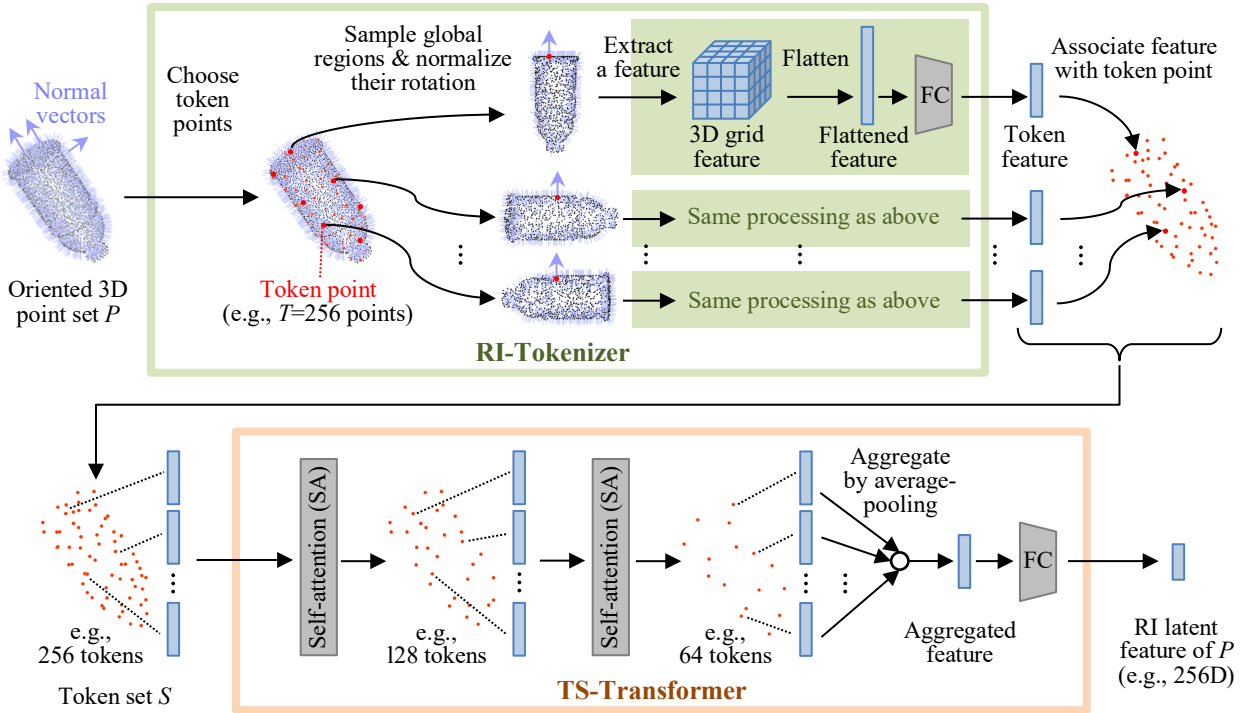 Normal
vectors
Oriented 3D
point set P
Choose
token
points
Sample global
regions & normalize
their rotation
Token point
(e.g., T=256 points)
Extract
a feature
3D grid
feature
Flatten
Flattened
feature
FC
Same processing as above
Same processing as above
RI-Tokenizer
Token
feature
Associate feature
with token point
e.g.,
256 tokens
Token set S
Self-attention (SA)
e.g.,
128 tokens
Self-attention (SA)
e.g.,
64 tokens
Aggregate
by average-
pooling
Aggregated
feature
FC
TS-Transformer
RI latent
feature of P
(e.g., 256D)